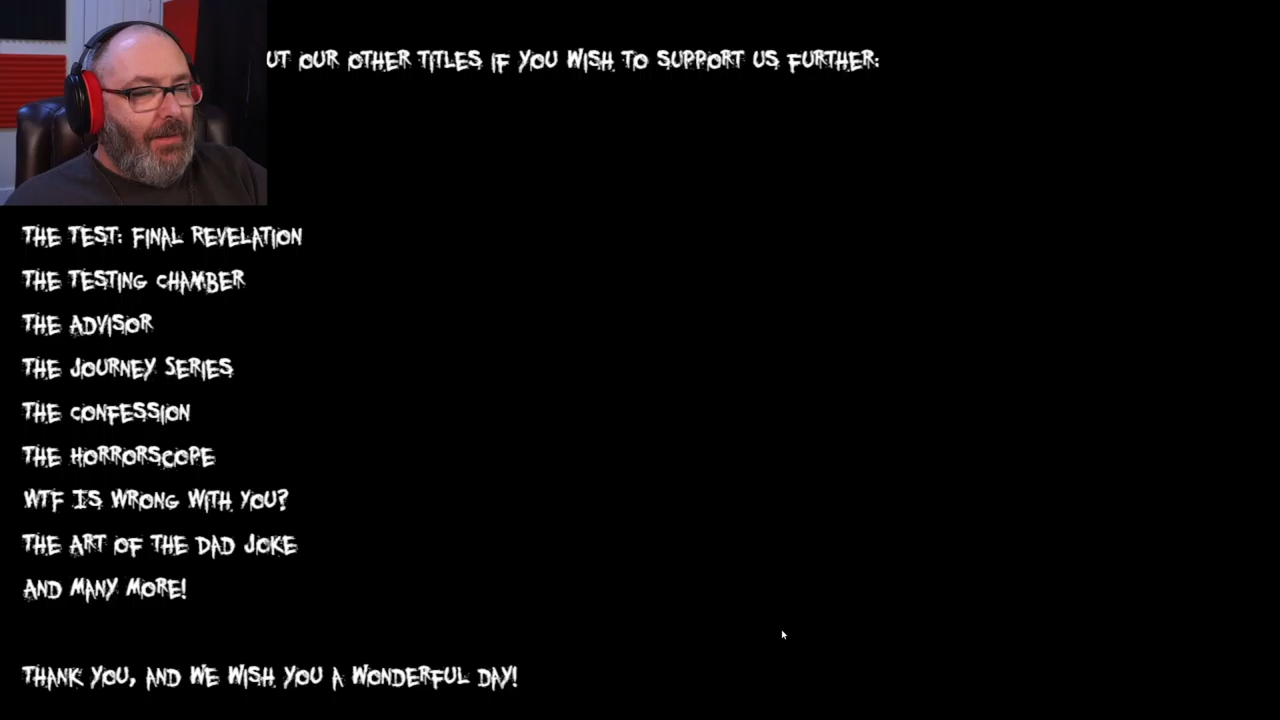 OUR OTHER TITLES IF YOU WISH TO SUPPORT US FURTHER:
THE TEST: FINAL REVELATION
THE TESTING CHAMBER
THE ADVISOR
THE JOURNEY SERIES
THE CONFESSION
THE HORRORSCOPE
WTF IS WRONG WITH YOU?
THE ART OF THE DAD JOKE
AND MANY MORE!
THANK YOU, AND WE WISH YOU A WONDERFUL DAY!